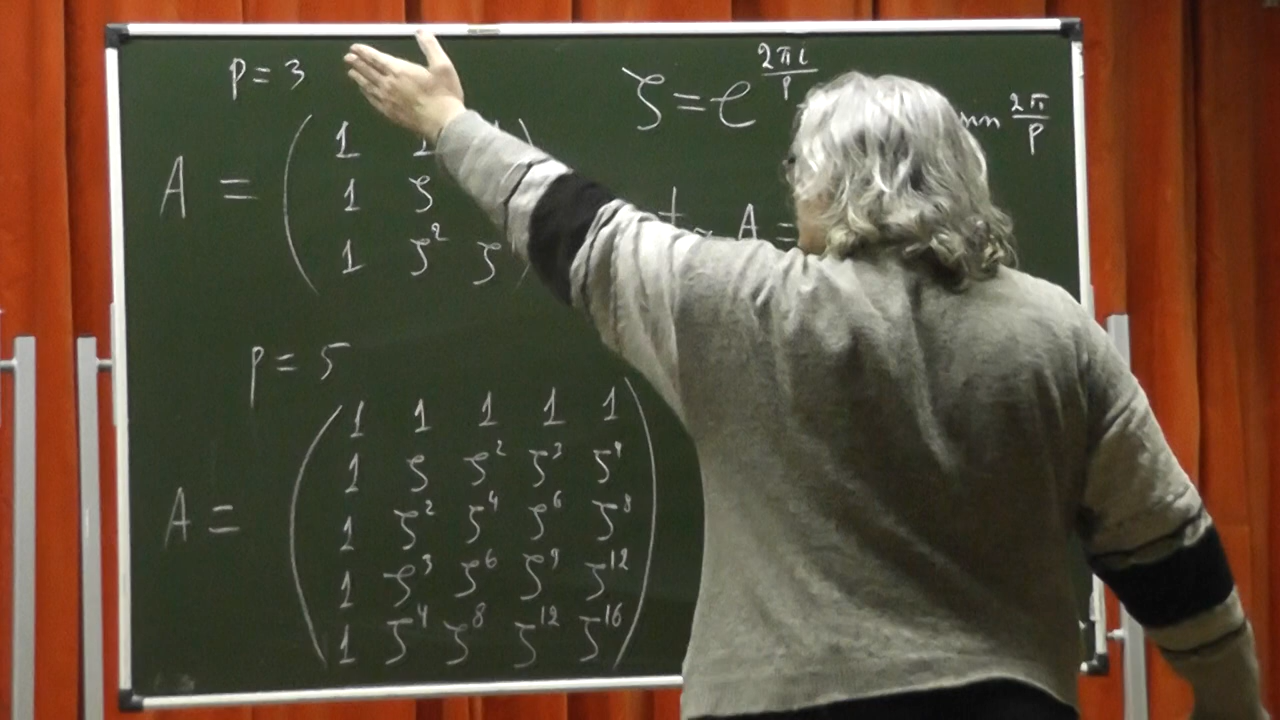 p = 3
ζ = e^{2πi/p}
2π/p
A = ( 1 1
1 ζ
1 ζ² ζ )
A =
p = 5
A = ( 1 1 1 1 1
1 ζ ζ² ζ³ ζ⁴
1 ζ² ζ⁴ ζ⁶ ζ⁸
1 ζ³ ζ⁶ ζ⁹ ζ¹²
1 ζ⁴ ζ⁸ ζ¹² ζ¹⁶ )